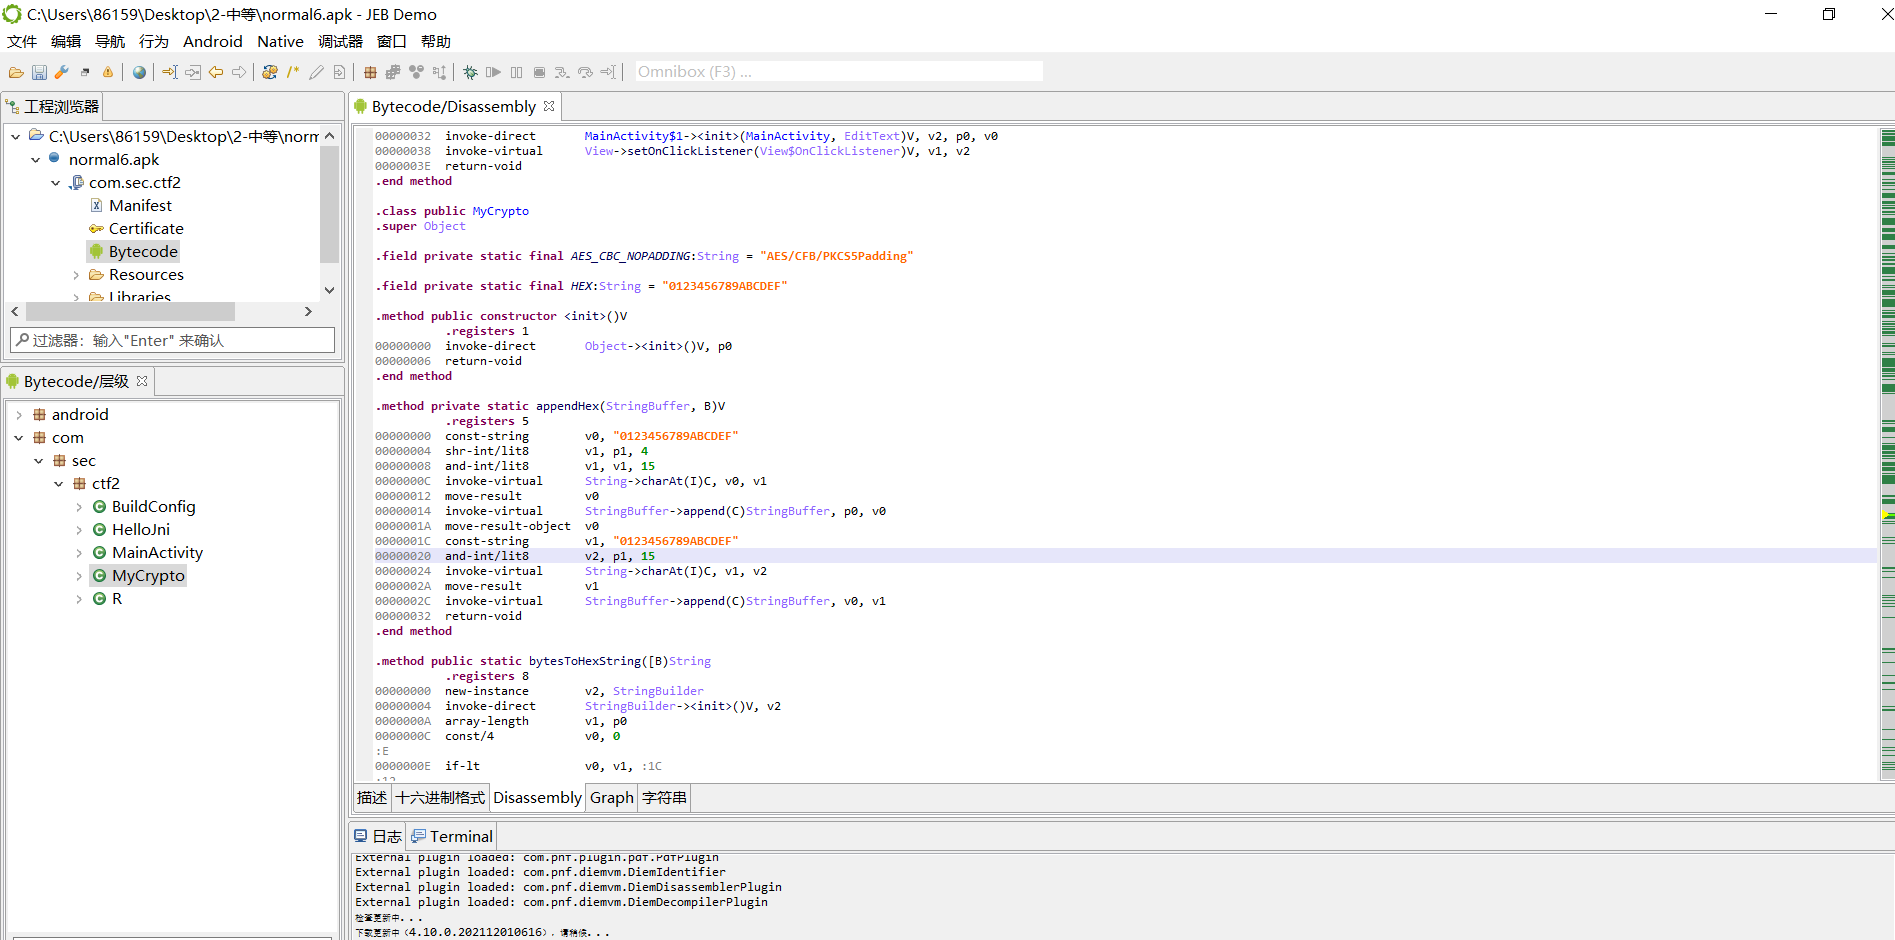 C:\Users\86159\Desktop\2-中等\normal6.apk - JEB Demo
文件 编辑 导航 行为 Android Native 调试器 窗口 帮助
Omnibox (F3) ...
工程浏览器
C:\Users\86159\Desktop\2-中等\norm
normal6.apk
com.sec.ctf2
Manifest
Certificate
Bytecode
Resources
Libraries
过滤器：输入"Enter" 来确认
Bytecode/层级
android
com
sec
ctf2
BuildConfig
HelloJni
MainActivity
MyCrypto
R
Bytecode/Disassembly
00000032 invoke-direct MainActivity$1-><init>(MainActivity, EditText)V, v2, p0, v0
00000038 invoke-virtual View->setOnClickListener(View$OnClickListener)V, v1, v2
0000003E return-void
.end method
.class public MyCrypto
.super Object
.field private static final AES_CBC_NOPADDING:String = "AES/CFB/PKCS5Padding"
.field private static final HEX:String = "0123456789ABCDEF"
.method public constructor <init>()V
.registers 1
00000000 invoke-direct Object-><init>()V, p0
00000006 return-void
.end method
.method private static appendHex(StringBuffer, B)V
.registers 5
00000000 const-string v0, "0123456789ABCDEF"
00000004 shr-int/lit8 v1, p1, 4
00000008 and-int/lit8 v1, v1, 15
0000000C invoke-virtual String->charAt(I)C, v0, v1
00000012 move-result v0
00000014 invoke-virtual StringBuffer->append(C)StringBuffer, p0, v0
0000001A move-result-object v0
0000001C const-string v1, "0123456789ABCDEF"
00000020 and-int/lit8 v2, p1, 15
00000024 invoke-virtual String->charAt(I)C, v1, v2
0000002A move-result v1
0000002C invoke-virtual StringBuffer->append(C)StringBuffer, v0, v1
00000032 return-void
.end method
.method public static bytesToHexString([B)String
.registers 8
00000000 new-instance v2, StringBuilder
00000004 invoke-direct StringBuilder-><init>()V, v2
0000000A array-length v1, p0
0000000C const/4 v0, 0
:E
0000000E if-lt v0, v1, :1C
:12
描述 十六进制格式 Disassembly Graph 字符串
日志 Terminal
External plugin loaded: com.pnf.plugin.pdf.PdfPlugin
External plugin loaded: com.pnf.diemvm.DiemIdentifier
External plugin loaded: com.pnf.diemvm.DiemDisassemblerPlugin
External plugin loaded: com.pnf.diemvm.DiemDecompilerPlugin
检查更新中...
下载更新中（4.10.0.202112010616），请稍候...